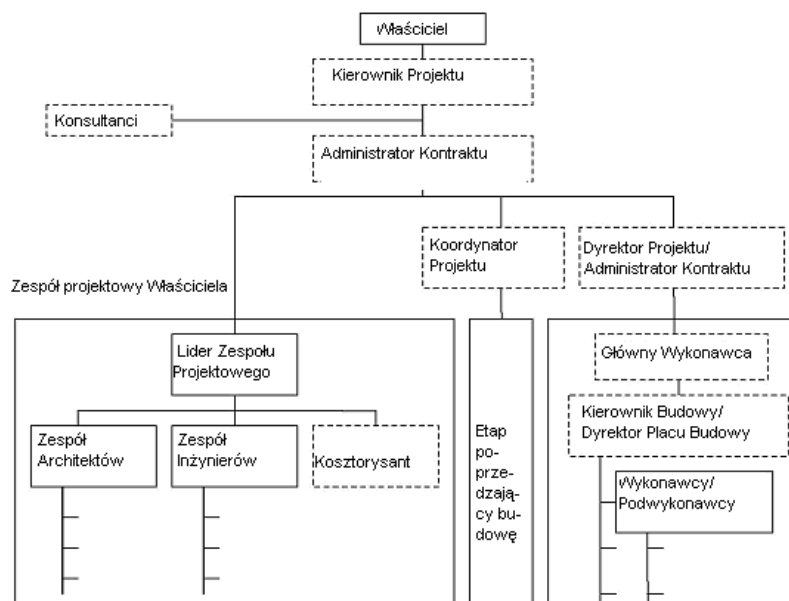 Właściciel
Kierownik Projektu
Konsultanci
Administrator Kontraktu
Koordynator
Projektu
Dyrektor Projektu/
Administrator Kontraktu
Zespół projektowy Właściciela
Lider Zespołu
Projektowego
Zespół
Architektów
Zespół
Inżynierów
Kosztorysant
Etap
po-
prze-
dzają-
cy bu-
dowę
Główny Wykonawca
Kierownik Budowy/
Dyrektor Placu Budowy
Wykonawcy/
Podwykonawcy